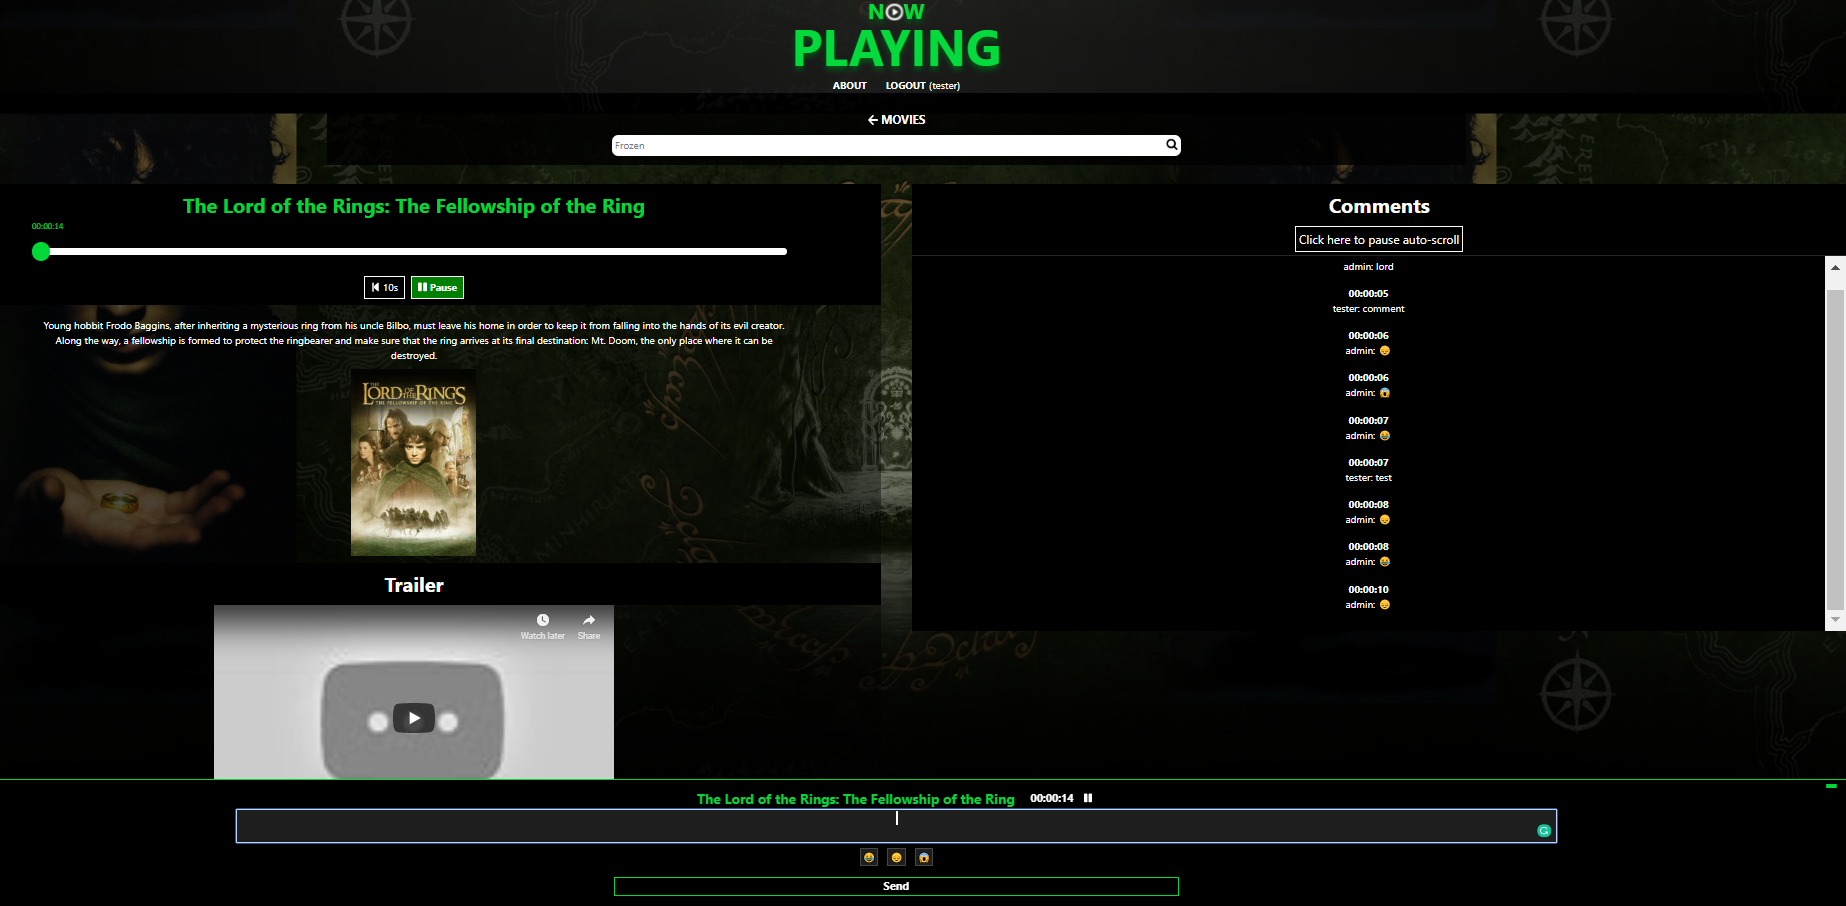 NOW
PLAYING
ABOUT LOGOUT (tester)
MOVIES
Frozen
The Lord of the Rings: The Fellowship of the Ring
00:00:14
10s Pause
Young hobbit Frodo Baggins, after inheriting a mysterious ring from his uncle Bilbo, must leave his home in order to keep it from falling into the hands of its evil creator.
Along the way, a fellowship is formed to protect the ringbearer and make sure that the ring arrives at its final destination: Mt. Doom, the only place where it can be
destroyed.
THE
LORD OF THE RINGS
THE FELLOWSHIP OF THE RING
Trailer
Watch later Share
Comments
Click here to pause auto-scroll
admin: lord
00:00:05
tester: comment
00:00:06
admin: 😞
00:00:06
admin: 😱
00:00:07
admin: 😂
00:00:07
tester: test
00:00:08
admin: 😞
00:00:08
admin: 😂
00:00:10
admin: 😞
The Lord of the Rings: The Fellowship of the Ring 00:00:14
😂 😞 😱
Send